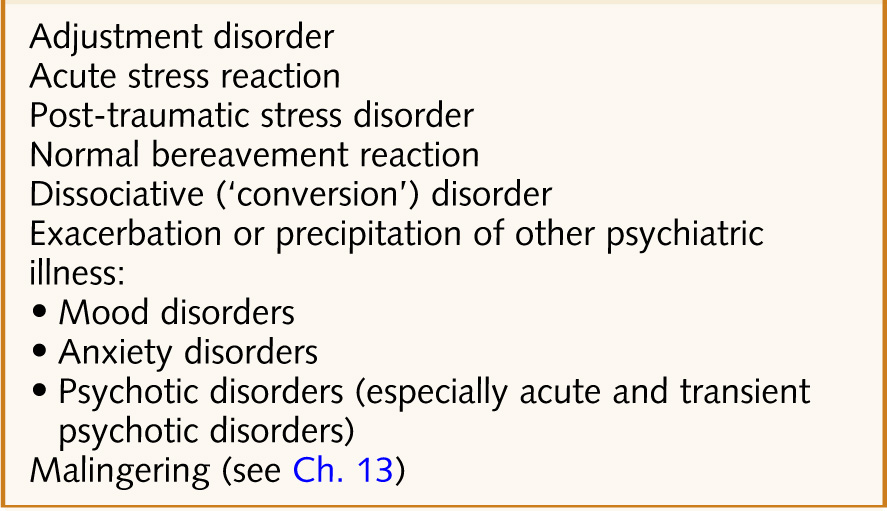 Adjustment disorder
Acute stress reaction
Post-traumatic stress disorder
Normal bereavement reaction
Dissociative (‘conversion’) disorder
Exacerbation or precipitation of other psychiatric
illness:
• Mood disorders
• Anxiety disorders
• Psychotic disorders (especially acute and transient
psychotic disorders)
Malingering (see Ch. 13)